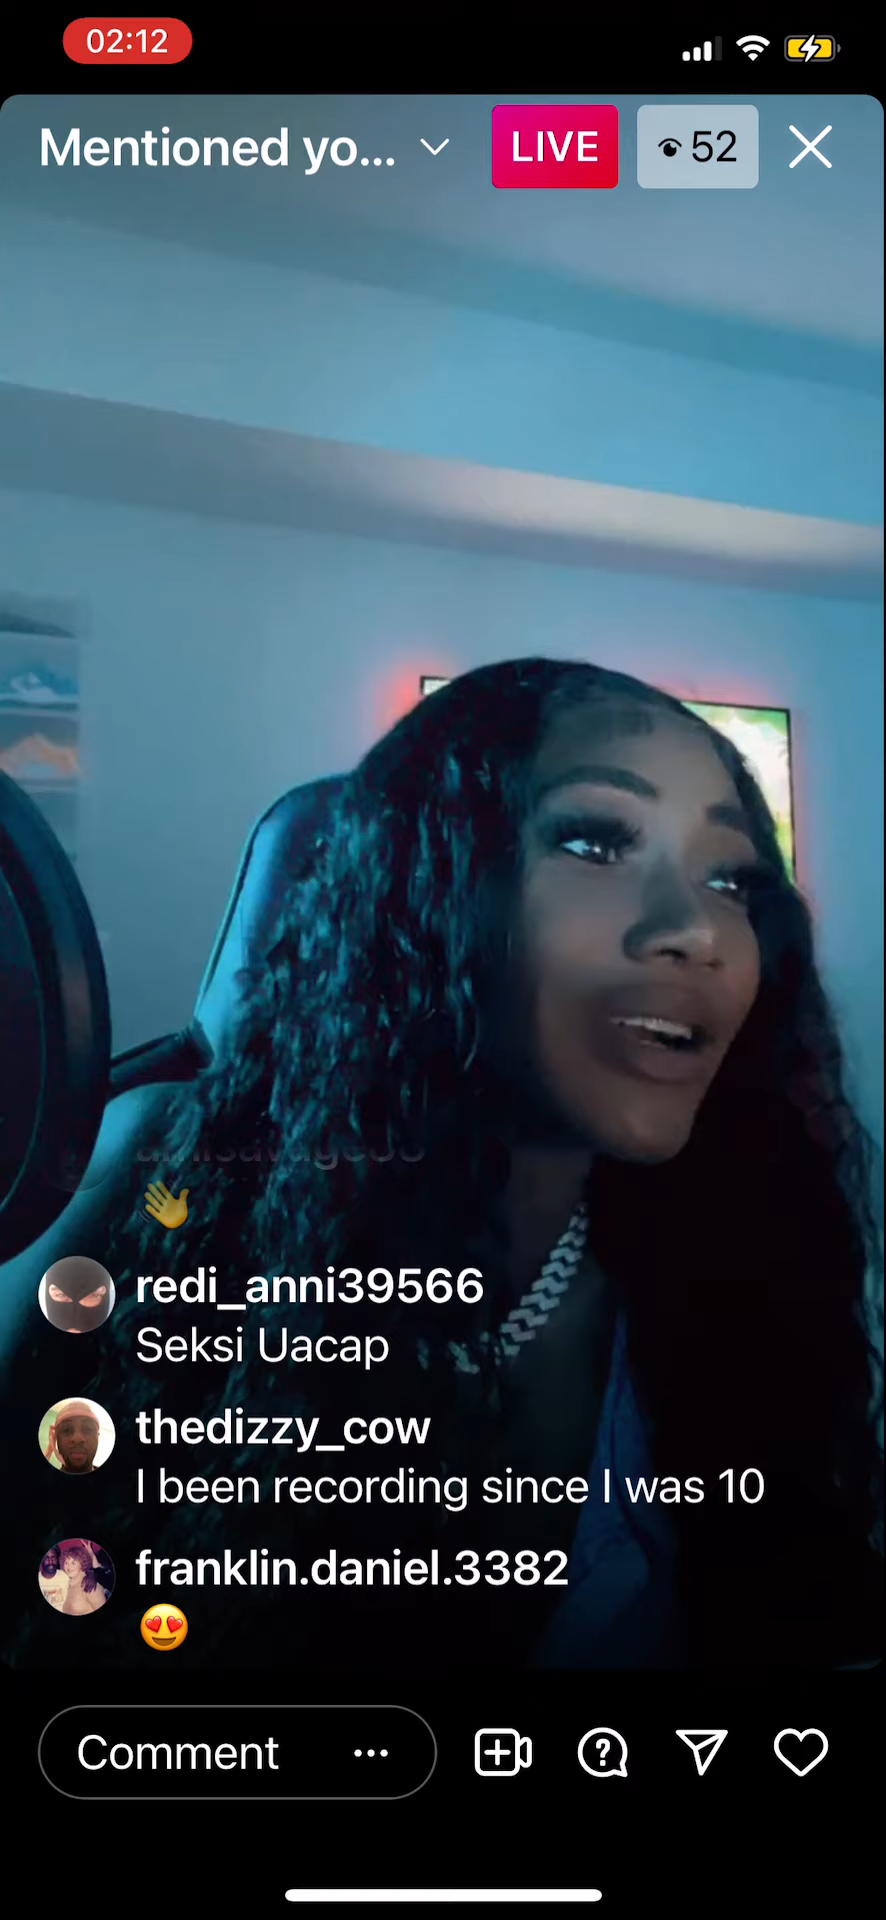 02:12
Mentioned yo...
LIVE
52
redi_anni39566
Seksi Uacap
thedizzy_cow
I been recording since I was 10
franklin.daniel.3382
Comment